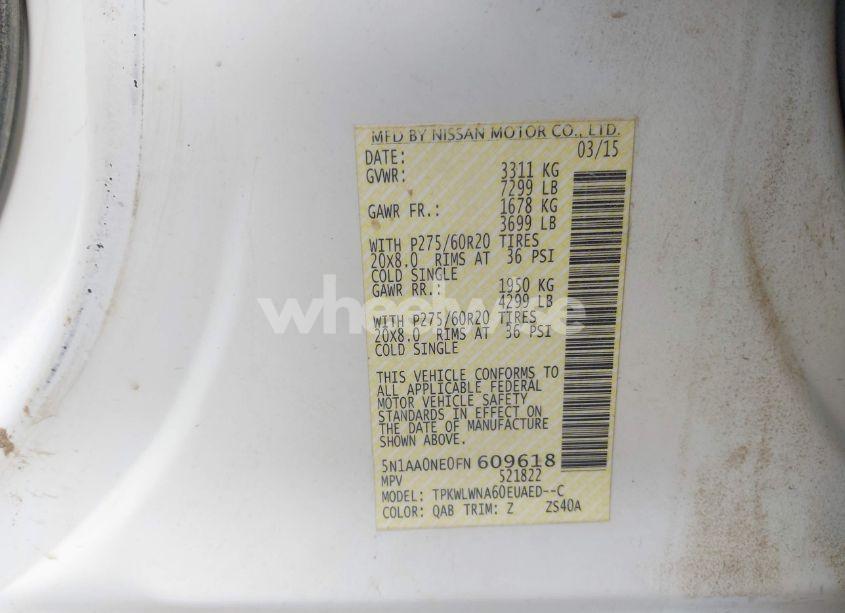 MFD BY NISSAN MOTOR CO., LTD.
DATE: 03/15
GVWR: 3311 KG
7299 LB
GAWR FR.: 1678 KG
3699 LB
WITH P275/60R20 TIRES
20X8.0 RIMS AT 36 PSI
COLD SINGLE
GAWR RR.: 1950 KG
4299 LB
WITH P275/60R20 TIRES
20X8.0 RIMS AT 36 PSI
COLD SINGLE
THIS VEHICLE CONFORMS TO
ALL APPLICABLE FEDERAL
MOTOR VEHICLE SAFETY
STANDARDS IN EFFECT ON
THE DATE OF MANUFACTURE
SHOWN ABOVE.
5N1AA0NE0FN 609618
MPV 521822
MODEL: TPKWLWNA60EUAED--C
COLOR: QAB TRIM: Z ZS40A
wheelwise